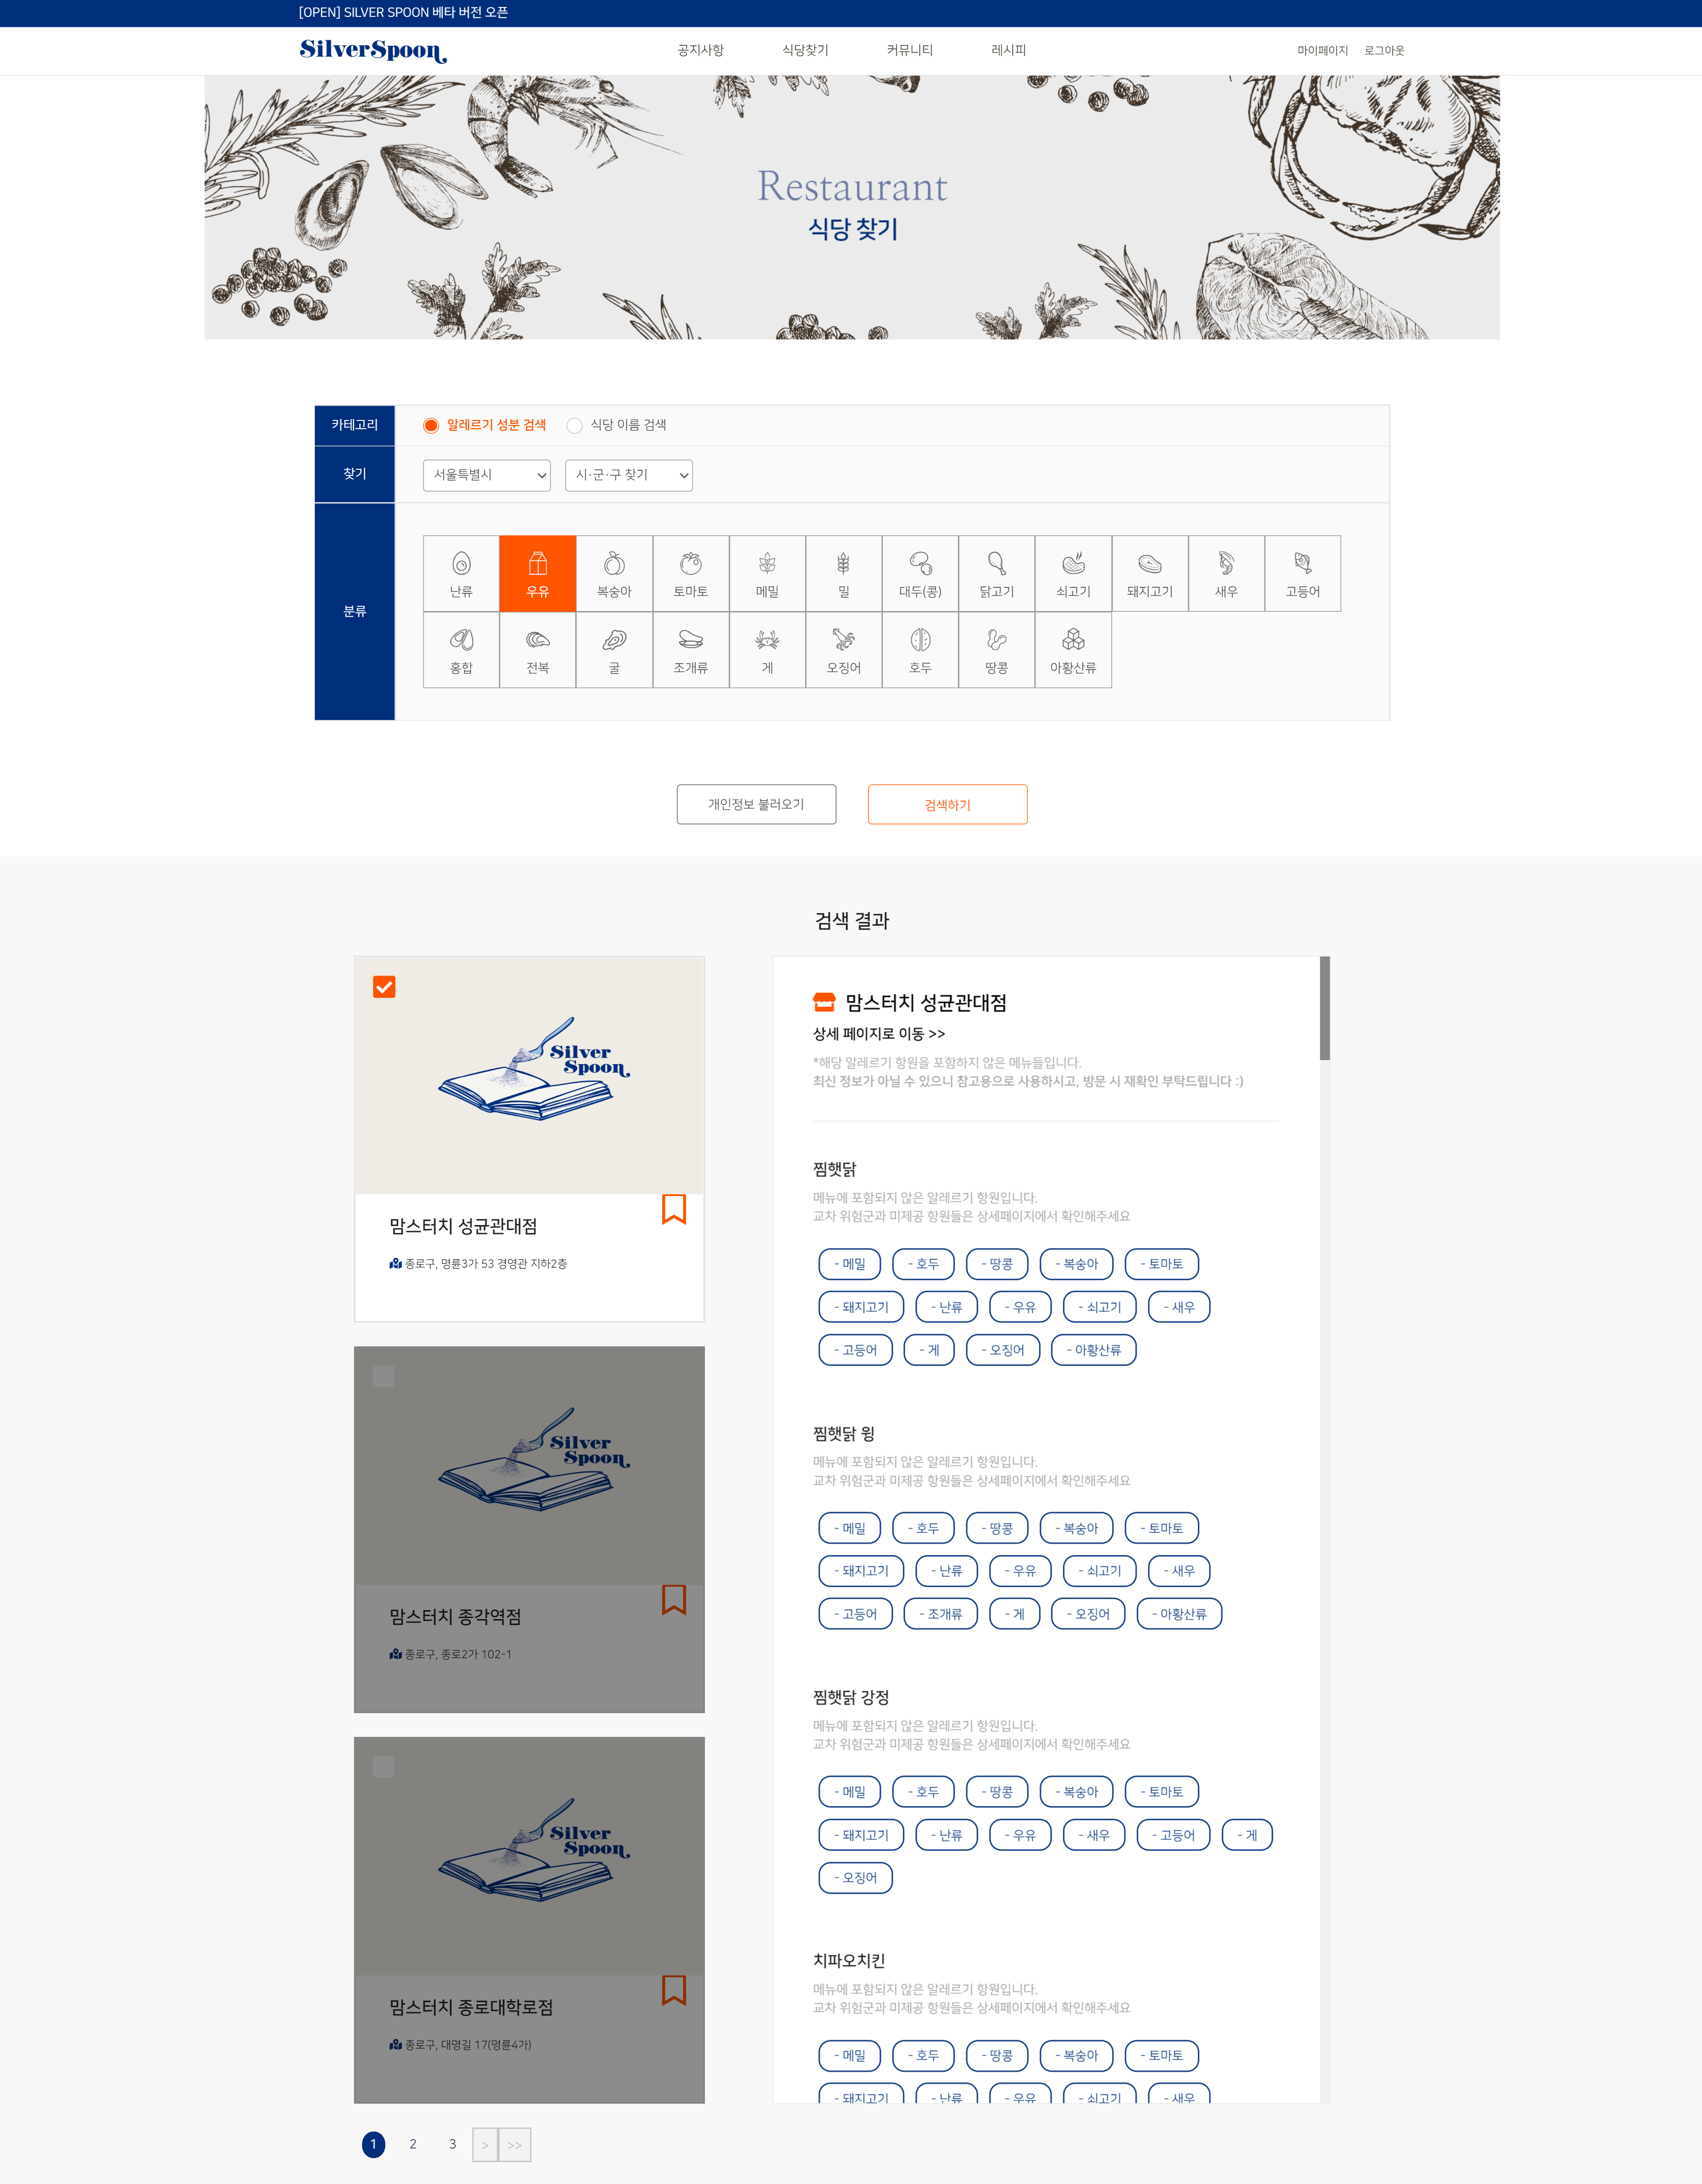 [OPEN] SILVER SPOON 베타 버전 오픈
SilverSpoon
공지사항 식당찾기 커뮤니티 레시피
마이페이지 로그아웃
Restaurant
식당 찾기
카테고리 알레르기 성분 검색 식당 이름 검색
찾기 서울특별시 시·군·구 찾기
분류
난류 우유 복숭아 토마토 메밀 밀 대두(콩) 닭고기 쇠고기 돼지고기 새우 고등어
홍합 전복 굴 조개류 게 오징어 호두 땅콩 아황산류
개인정보 불러오기 검색하기
검색 결과
Silver
Spoon
맘스터치 성균관대점
종로구, 명륜3가 53 경영관 지하2층
Silver
Spoon
맘스터치 종각역점
종로구, 종로2가 102-1
Silver
Spoon
맘스터치 종로대학로점
종로구, 대명길 17(명륜4가)
1 2 3 > >>
맘스터치 성균관대점
상세 페이지로 이동 >>
*해당 알레르기 항원을 포함하지 않은 메뉴들입니다.
최신 정보가 아닐 수 있으니 참고용으로 사용하시고, 방문 시 재확인 부탁드립니다 :)
찜햇닭
메뉴에 포함되지 않은 알레르기 항원입니다.
교차 위험군과 미제공 항원들은 상세페이지에서 확인해주세요
- 메밀 - 호두 - 땅콩 - 복숭아 - 토마토
- 돼지고기 - 난류 - 우유 - 쇠고기 - 새우
- 고등어 - 게 - 오징어 - 아황산류
찜햇닭 윙
메뉴에 포함되지 않은 알레르기 항원입니다.
교차 위험군과 미제공 항원들은 상세페이지에서 확인해주세요
- 메밀 - 호두 - 땅콩 - 복숭아 - 토마토
- 돼지고기 - 난류 - 우유 - 쇠고기 - 새우
- 고등어 - 조개류 - 게 - 오징어 - 아황산류
찜햇닭 강정
메뉴에 포함되지 않은 알레르기 항원입니다.
교차 위험군과 미제공 항원들은 상세페이지에서 확인해주세요
- 메밀 - 호두 - 땅콩 - 복숭아 - 토마토
- 돼지고기 - 난류 - 우유 - 새우 - 고등어 - 게
- 오징어
치파오치킨
메뉴에 포함되지 않은 알레르기 항원입니다.
교차 위험군과 미제공 항원들은 상세페이지에서 확인해주세요
- 메밀 - 호두 - 땅콩 - 복숭아 - 토마토
- 돼지고기 - 난류 - 우유 - 쇠고기 - 새우